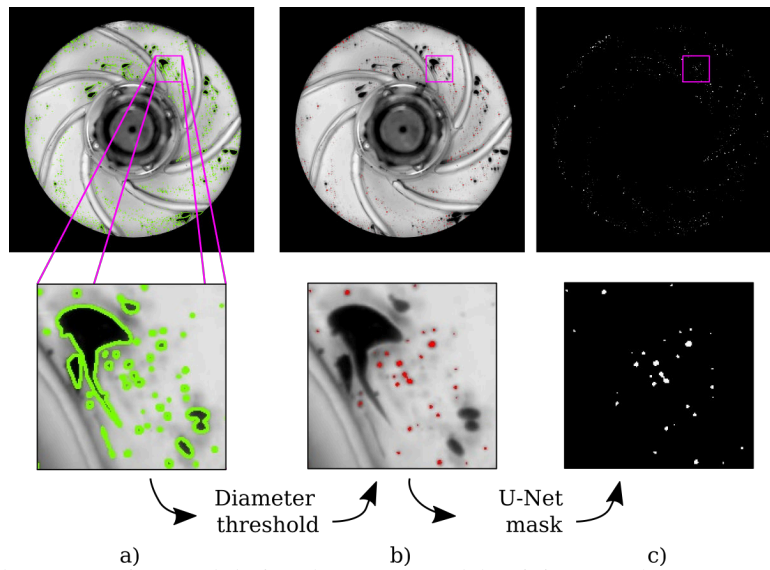 Diameter
threshold
U-Net
mask
a)
b)
c)